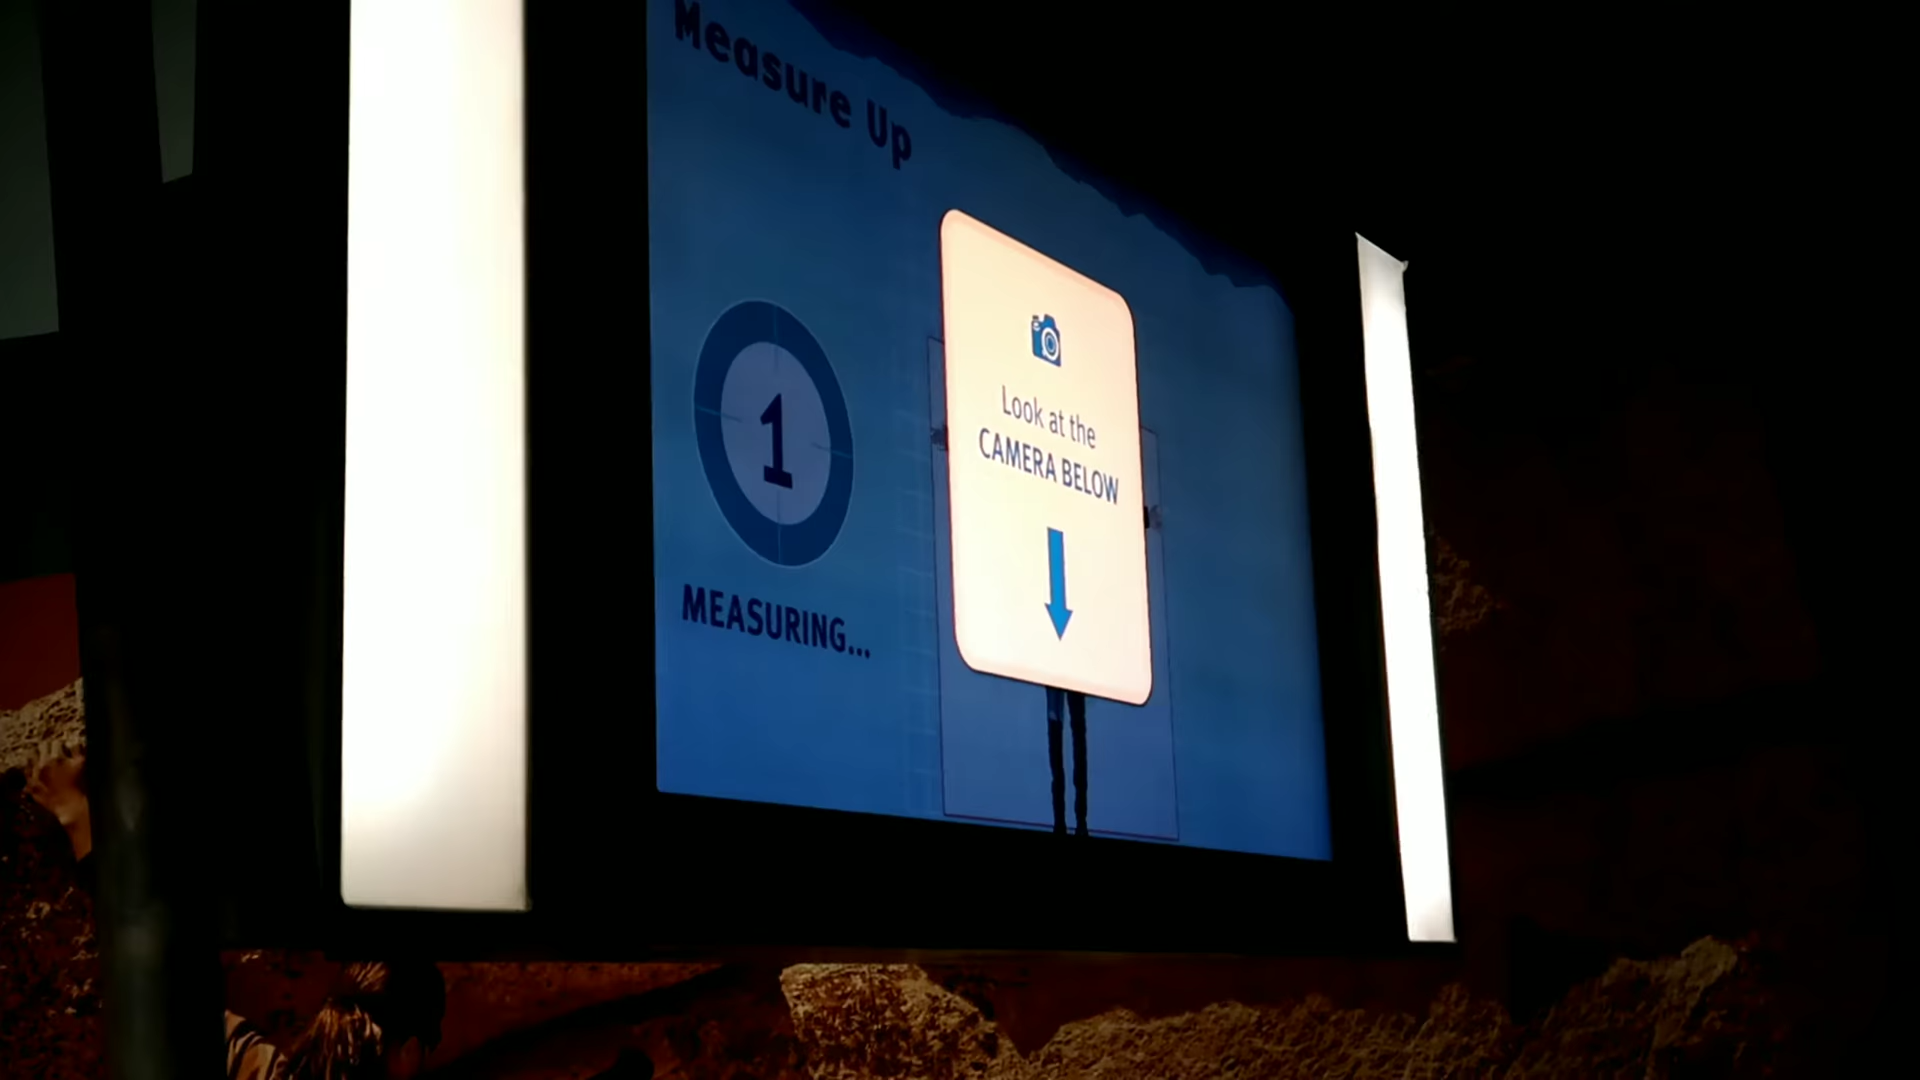 Measure Up
1
MEASURING...
Look at the
CAMERA BELOW